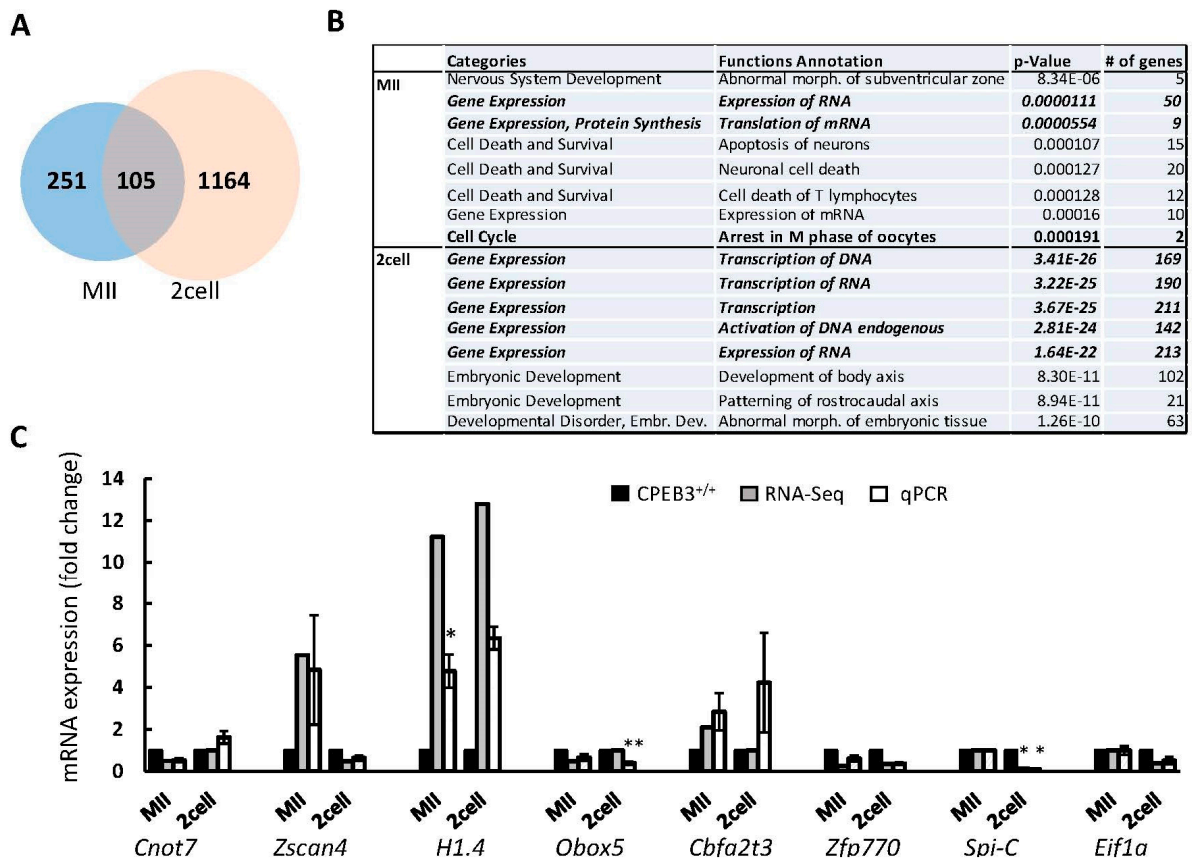 A
251 105 1164
MII 2cell
B
Categories Functions Annotation p-Value # of genes
MII Nervous System Development Abnormal morph. of subventricular zone 8.34E-06 5
Gene Expression Expression of RNA 0.0000111 50
Gene Expression, Protein Synthesis Translation of mRNA 0.0000554 9
Cell Death and Survival Apoptosis of neurons 0.000107 15
Cell Death and Survival Neuronal cell death 0.000127 20
Cell Death and Survival Cell death of T lymphocytes 0.000128 12
Gene Expression Expression of mRNA 0.00016 10
Cell Cycle Arrest in M phase of oocytes 0.000191 2
2cell Gene Expression Transcription of DNA 3.41E-26 169
Gene Expression Transcription of RNA 3.22E-25 190
Gene Expression Transcription 3.67E-25 211
Gene Expression Activation of DNA endogenous 2.81E-24 142
Gene Expression Expression of RNA 1.64E-22 213
Embryonic Development Development of body axis 8.30E-11 102
Embryonic Development Patterning of rostrocaudal axis 8.94E-11 21
Developmental Disorder, Embr. Dev. Abnormal morph. of embryonic tissue 1.26E-10 63
C
mRNA expression (fold change)
14
12
10
8
6
4
2
0
CPEB3+/+ RNA-Seq qPCR
*
**
* *
MII 2cell MII 2cell MII 2cell MII 2cell MII 2cell MII 2cell MII 2cell MII 2cell
Cnot7 Zscan4 H1.4 Obox5 Cbfa2t3 Zfp770 Spi-C Eif1a